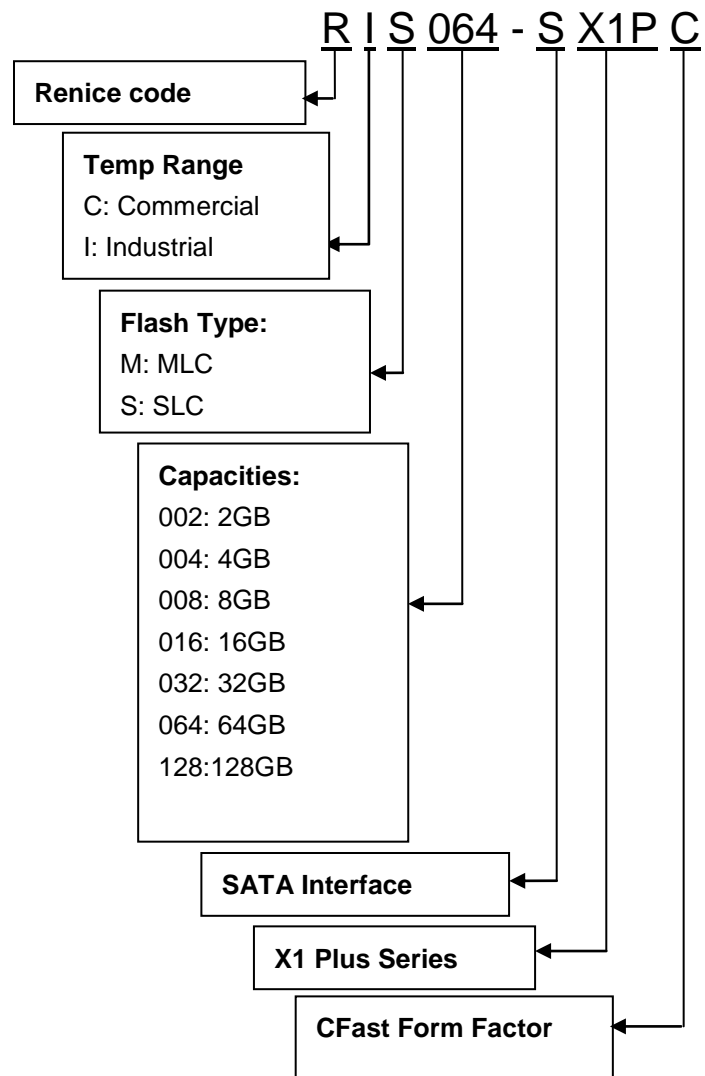 R I S 064 - S X1P C
Renice code
Temp Range
C: Commercial
I: Industrial
Flash Type:
M: MLC
S: SLC
Capacities:
002: 2GB
004: 4GB
008: 8GB
016: 16GB
032: 32GB
064: 64GB
128:128GB
SATA Interface
X1 Plus Series
CFast Form Factor